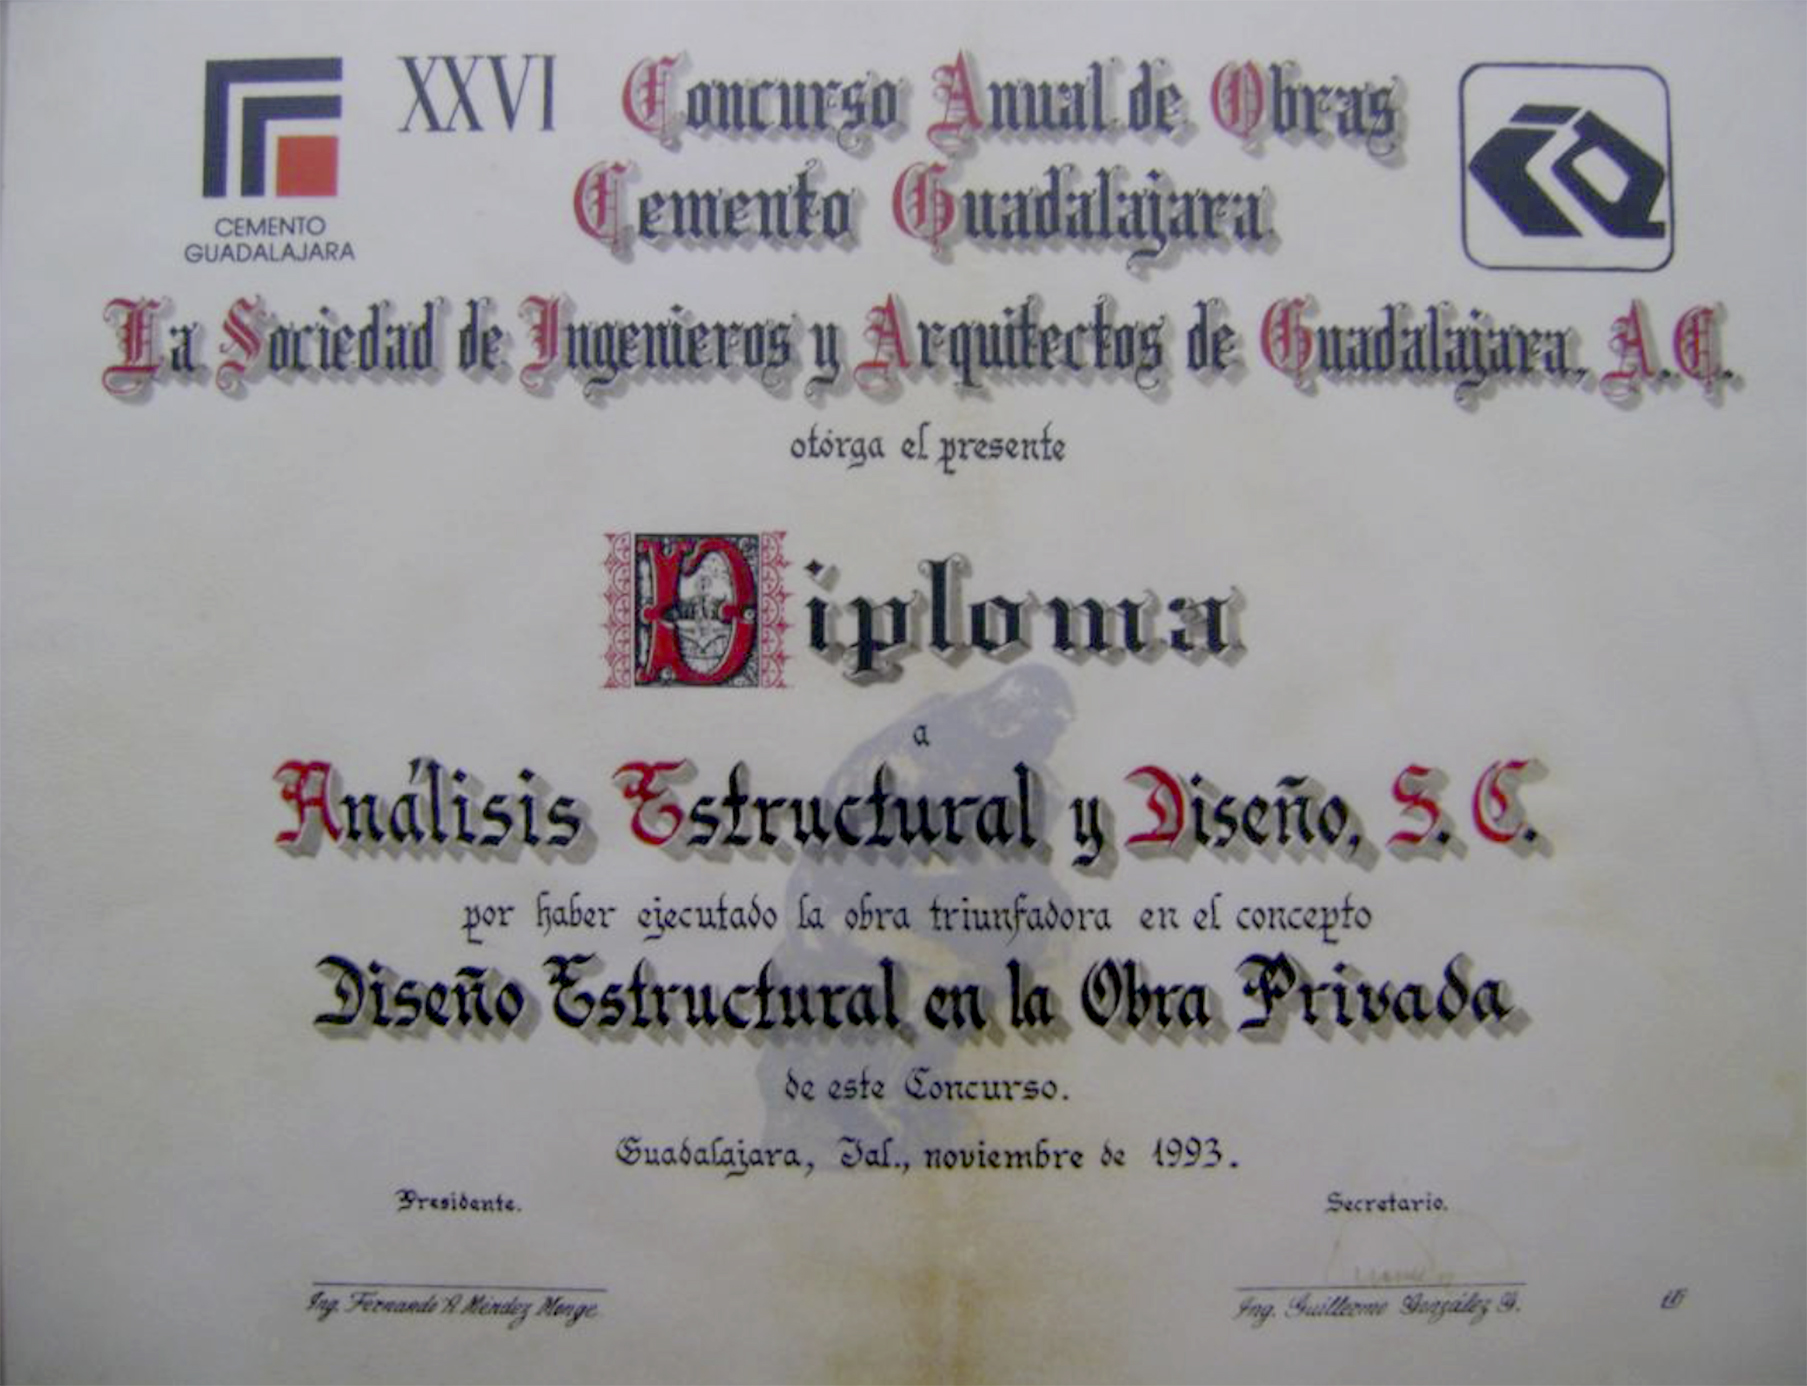 XXVI Concurso Anual de Obras
Cemento Guadalajara
CEMENTO
GUADALAJARA
La Sociedad de Ingenieros y Arquitectos de Guadalajara, A.C.
otórga el presente
Diploma
a
Análisis Estructural y Diseño, S.C.
por haber ejecutado la obra triunfadora en el concepto
Diseño Estructural en la Obra Privada
de este Concurso.
Guadalajara, Jal., noviembre de 1993.
Presidente.
Secretario.
Ing. Fernando A Méndez Monge
Ing. Guillermo González G.